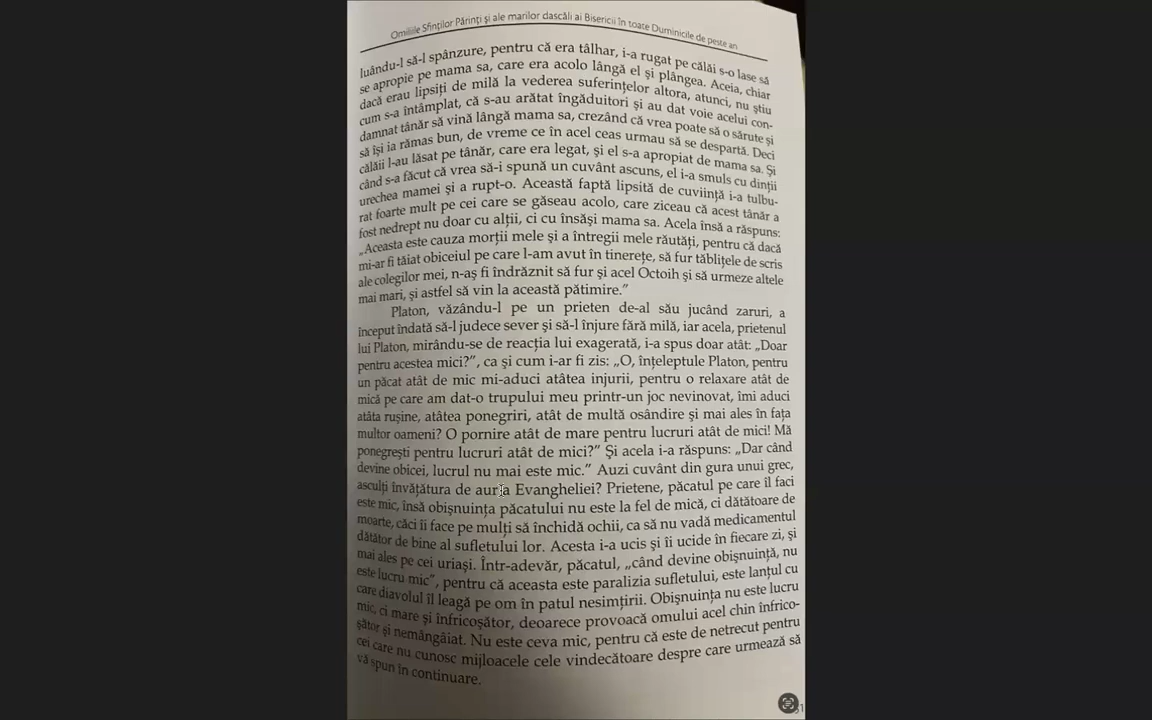 Omiliile Sfinților Părinți și ale marilor dascăli ai Bisericii în toate Duminicile de peste an
luându-l să-l spânzure, pentru că era tâlhar, i-a rugat pe călăi s-o lase să
se apropie pe mama sa, care era acolo lângă el și plângea. Aceia, chiar
dacă erau lipsiți de milă la vederea suferințelor altora, atunci, nu știu
cum s-a întâmplat, că s-au arătat îngăduitori și au dat voie acelui con-
damnat tânăr să vină lângă mama sa, crezând că vrea poate să o sărute și
să își ia rămas bun, de vreme ce în acel ceas urmau să se despartă. Deci
călăii l-au lăsat pe tânăr, care era legat, și el s-a apropiat de mama sa. Și
când s-a făcut că vrea să-i spună un cuvânt ascuns, el i-a smuls cu dinții
urechea mamei și a rupt-o. Această faptă lipsită de cuviință i-a tulbu-
rat foarte mult pe cei care se găseau acolo, care ziceau că acest tânăr a
fost nedrept nu doar cu alții, ci cu însăși mama sa. Acela însă a răspuns:
„Aceasta este cauza morții mele și a întregii mele răutăți, pentru că dacă
mi-ar fi tăiat obiceiul pe care l-am avut în tinerețe, să fur tăblițele de scris
ale colegilor mei, n-aș fi îndrăznit să fur și acel Octoih și să urmeze altele
mai mari, și astfel să vin la această pătimire.”
Platon, văzându-l pe un prieten de-al său jucând zaruri, a
început îndată să-l judece sever și să-l înjure fără milă, iar acela, prietenul
lui Platon, mirându-se de reacția lui exagerată, i-a spus doar atât: „Doar
pentru acestea mici?”, ca și cum i-ar fi zis: „O, înțeleptule Platon, pentru
un păcat atât de mic mi-aduci atâtea injurii, pentru o relaxare atât de
mică pe care am dat-o trupului meu printr-un joc nevinovat, îmi aduci
atâta rușine, atâtea ponegriri, atât de multă osândire și mai ales în fața
multor oameni? O pornire atât de mare pentru lucruri atât de mici! Mă
ponegrești pentru lucruri atât de mici?” Și acela i-a răspuns: „Dar când
devine obicei, lucrul nu mai este mic.” Auzi cuvânt din gura unui grec,
asculți învățătura de aur a Evangheliei? Prietene, păcatul pe care îl faci
este mic, însă obișnuința păcatului nu este la fel de mică, ci dătătoare de
moarte, căci îi face pe mulți să închidă ochii, ca să nu vadă medicamentul
dătător de bine al sufletului lor. Acesta i-a ucis și îi ucide în fiecare zi, și
mai ales pe cei uriași. Într-adevăr, păcatul, „când devine obișnuință, nu
este lucru mic”, pentru că aceasta este paralizia sufletului, este lanțul cu
care diavolul îl leagă pe om în patul nesimțirii. Obișnuința nu este lucru
mic, ci mare și înfricoșător, deoarece provoacă omului acel chin înfrico-
șător și nemângâiat. Nu este ceva mic, pentru că este de netrecut pentru
cei care nu cunosc mijloacele cele vindecătoare despre care urmează să
vă spun în continuare.